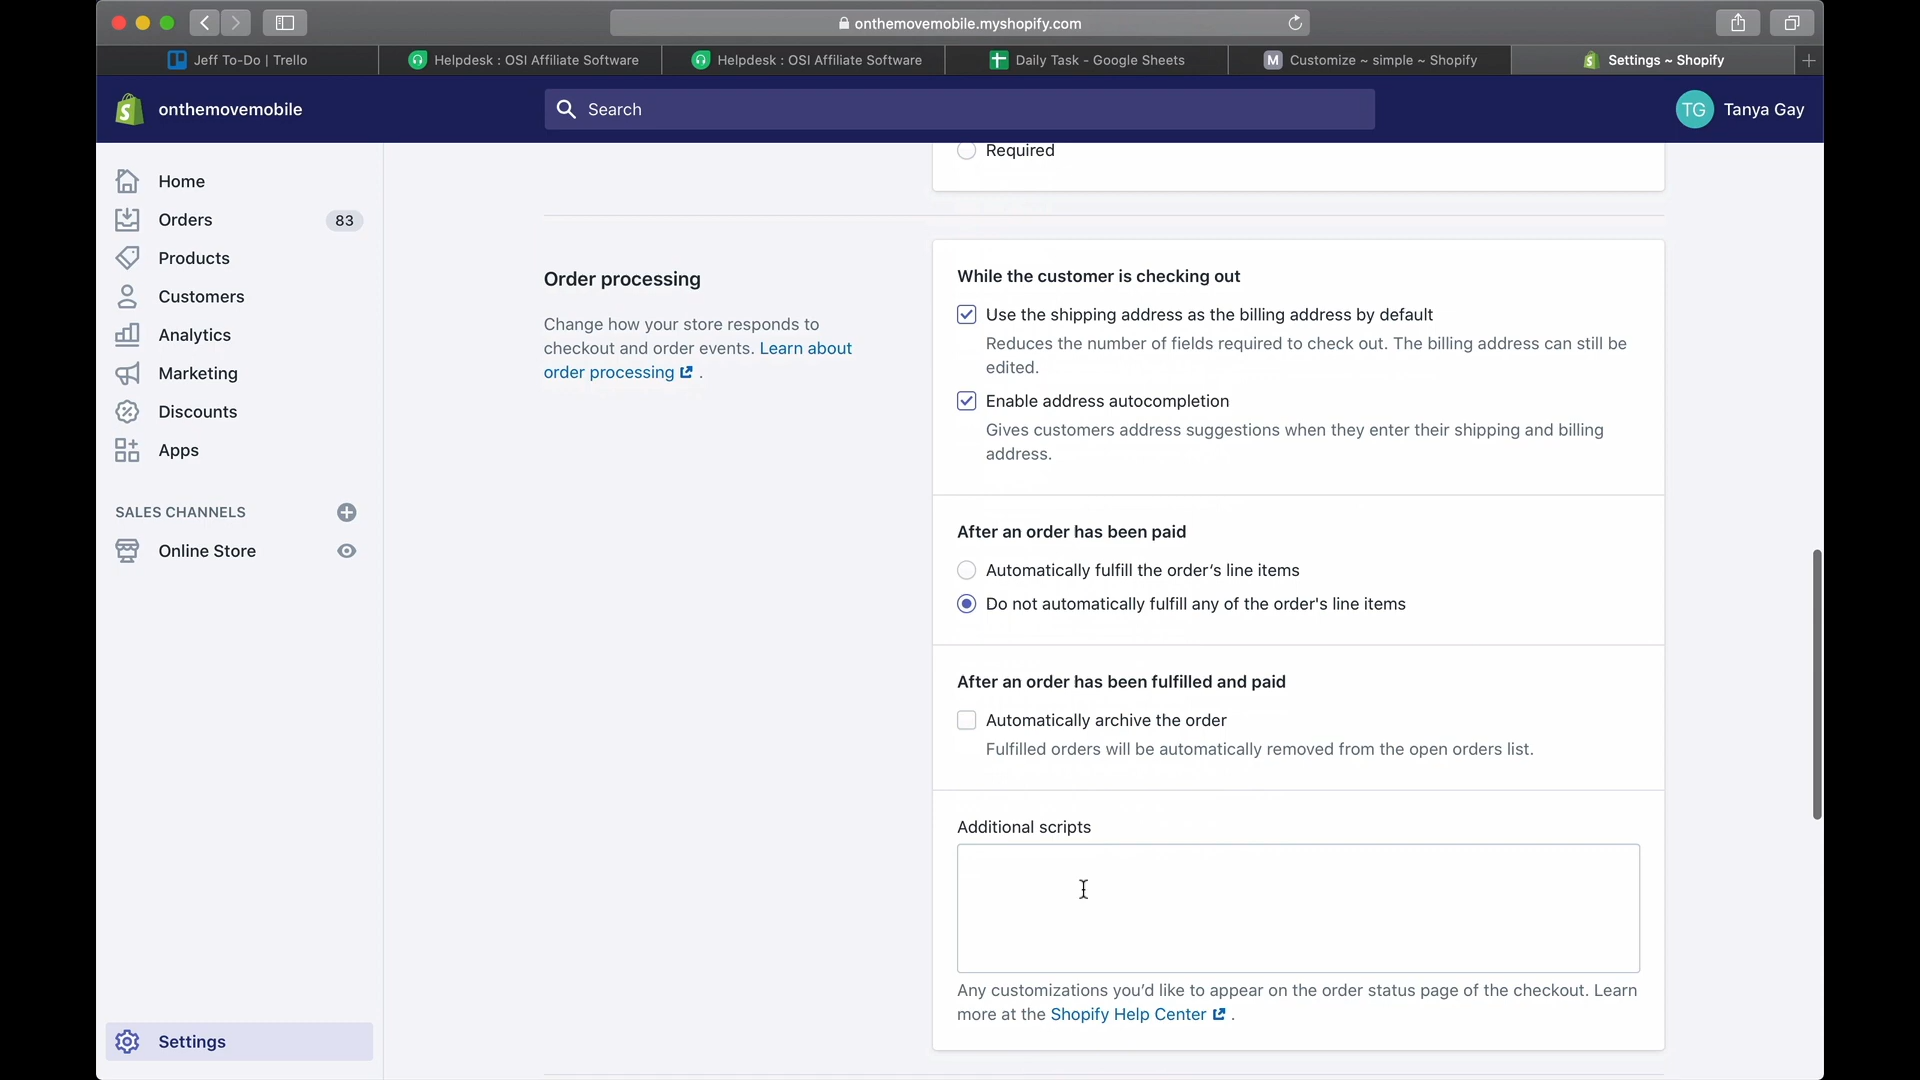 onthemovemobile.myshopify.com
Jeff To-Do | Trello
Helpdesk : OSI Affiliate Software
Helpdesk : OSI Affiliate Software
Daily Task - Google Sheets
M Customize ~ simple ~ Shopify
Settings ~ Shopify
onthemovemobile
Search
TG Tanya Gay
Home
Orders 83
Products
Customers
Analytics
Marketing
Discounts
Apps
SALES CHANNELS
Online Store
Settings
Required
Order processing
Change how your store responds to
checkout and order events. Learn about
order processing .
While the customer is checking out
Use the shipping address as the billing address by default
Reduces the number of fields required to check out. The billing address can still be
edited.
Enable address autocompletion
Gives customers address suggestions when they enter their shipping and billing
address.
After an order has been paid
Automatically fulfill the order’s line items
Do not automatically fulfill any of the order's line items
After an order has been fulfilled and paid
Automatically archive the order
Fulfilled orders will be automatically removed from the open orders list.
Additional scripts
Any customizations you’d like to appear on the order status page of the checkout. Learn
more at the Shopify Help Center .